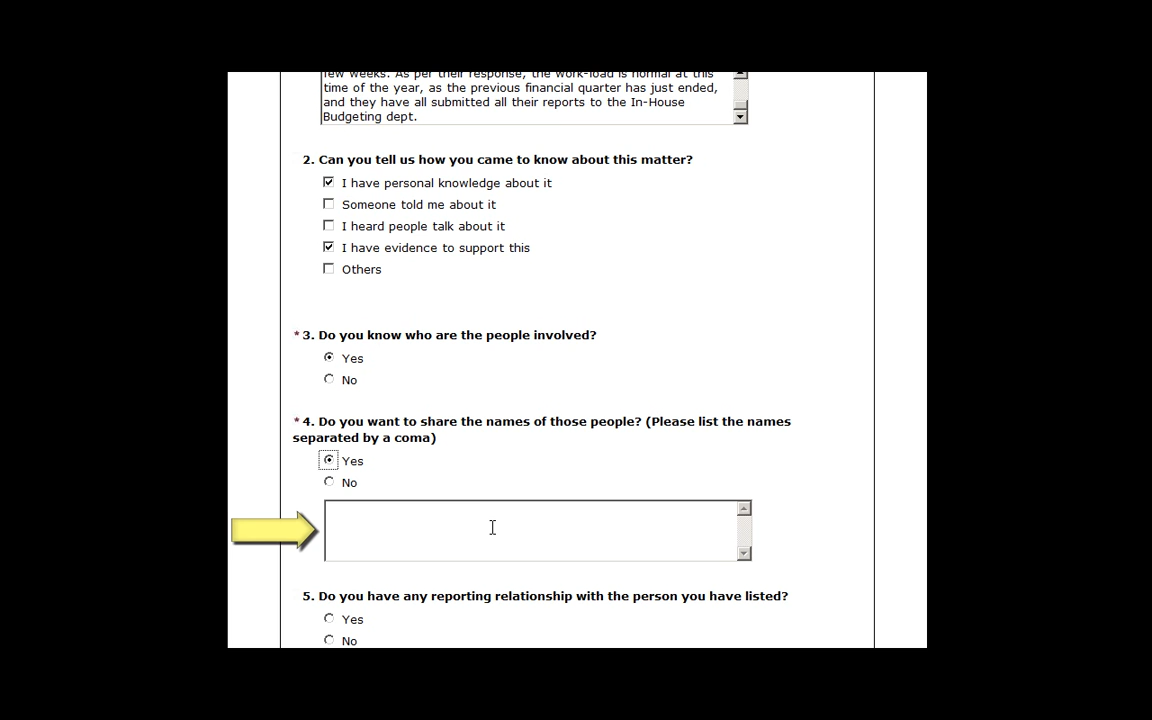 few weeks. As per their response, the work-load is normal at this
time of the year, as the previous financial quarter has just ended,
and they have all submitted all their reports to the In-House
Budgeting dept.
2. Can you tell us how you came to know about this matter?
I have personal knowledge about it
Someone told me about it
I heard people talk about it
I have evidence to support this
Others
* 3. Do you know who are the people involved?
Yes
No
* 4. Do you want to share the names of those people? (Please list the names
separated by a coma)
Yes
No
5. Do you have any reporting relationship with the person you have listed?
Yes
No